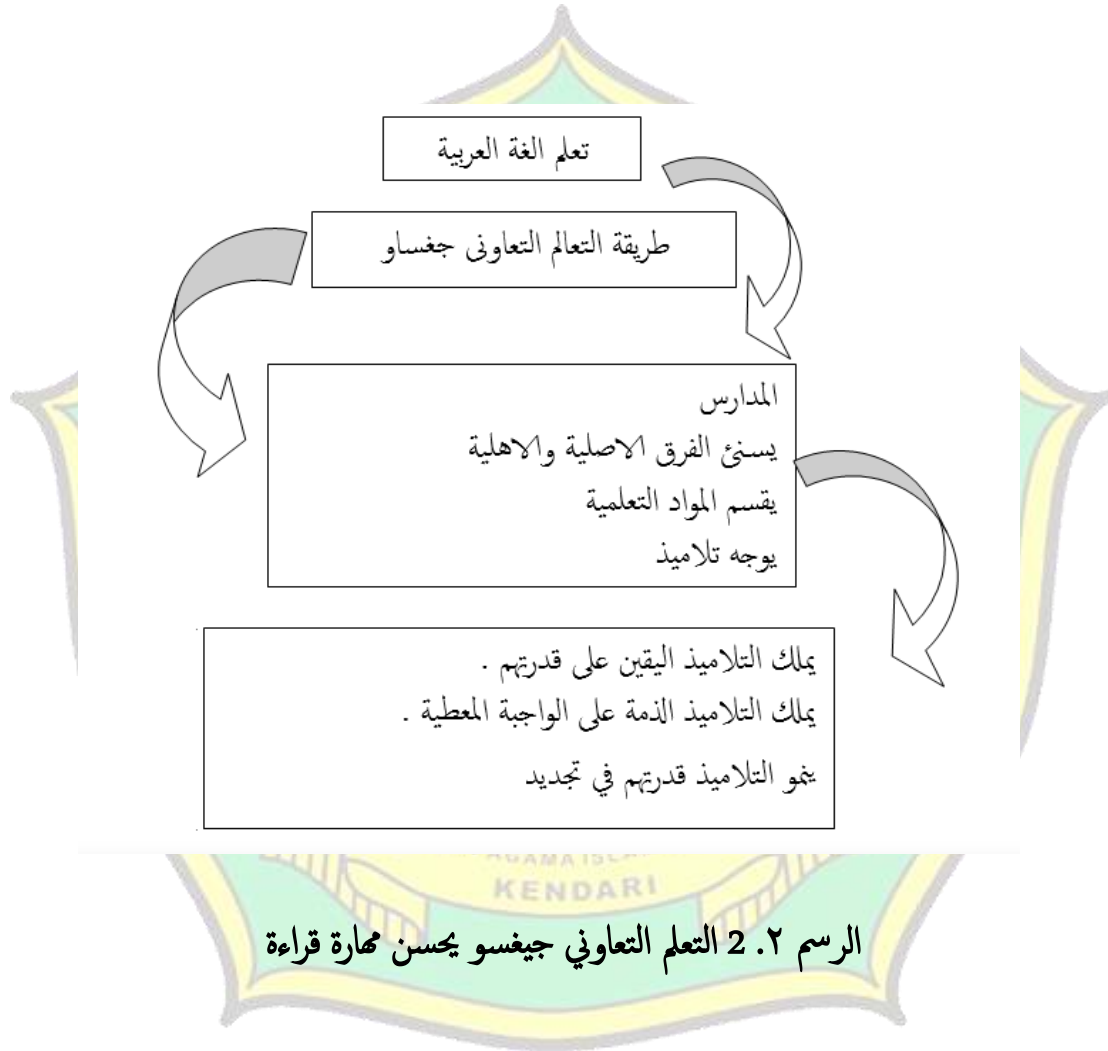 تعلم الغة العربية
طريقة التعالم التعاونى جغساو
المدارس
يسنئ الفرق الاصلية والاهلية
يقسم المواد التعلمية
يوجه تلاميذ
يملك التلاميذ اليقين على قدرتهم .
يملك التلاميذ الذمة على الواجبة المعطية .
ينمو التلاميذ قدرتهم في تجديد
KENDARI
الرسم ٢. 2 التعلم التعاوني جيغسو يحسن مهارة قراءة